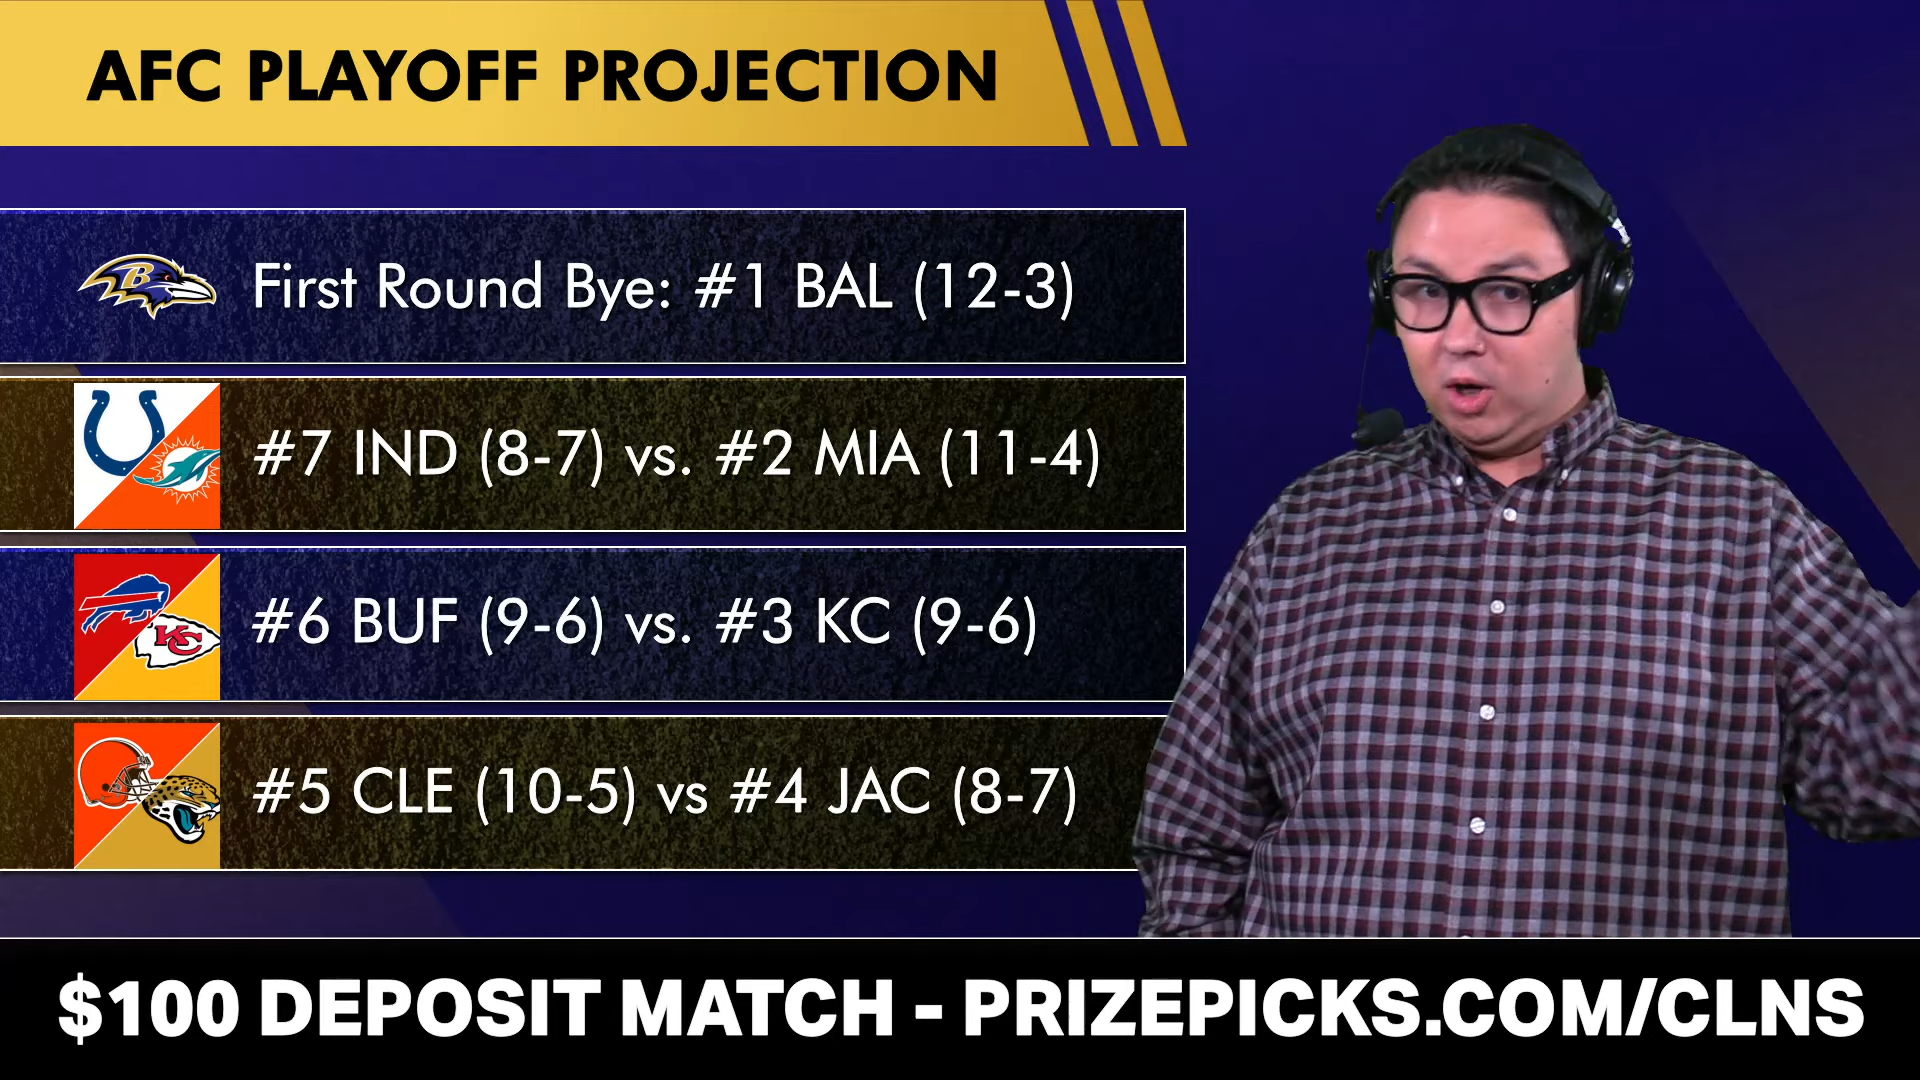 AFC PLAYOFF PROJECTION
B
First Round Bye: #1 BAL (12-3)
#7 IND (8-7) vs. #2 MIA (11-4)
KC
#6 BUF (9-6) vs. #3 KC (9-6)
#5 CLE (10-5) vs #4 JAC (8-7)
$100 DEPOSIT MATCH - PRIZEPICKS.COM/CLNS